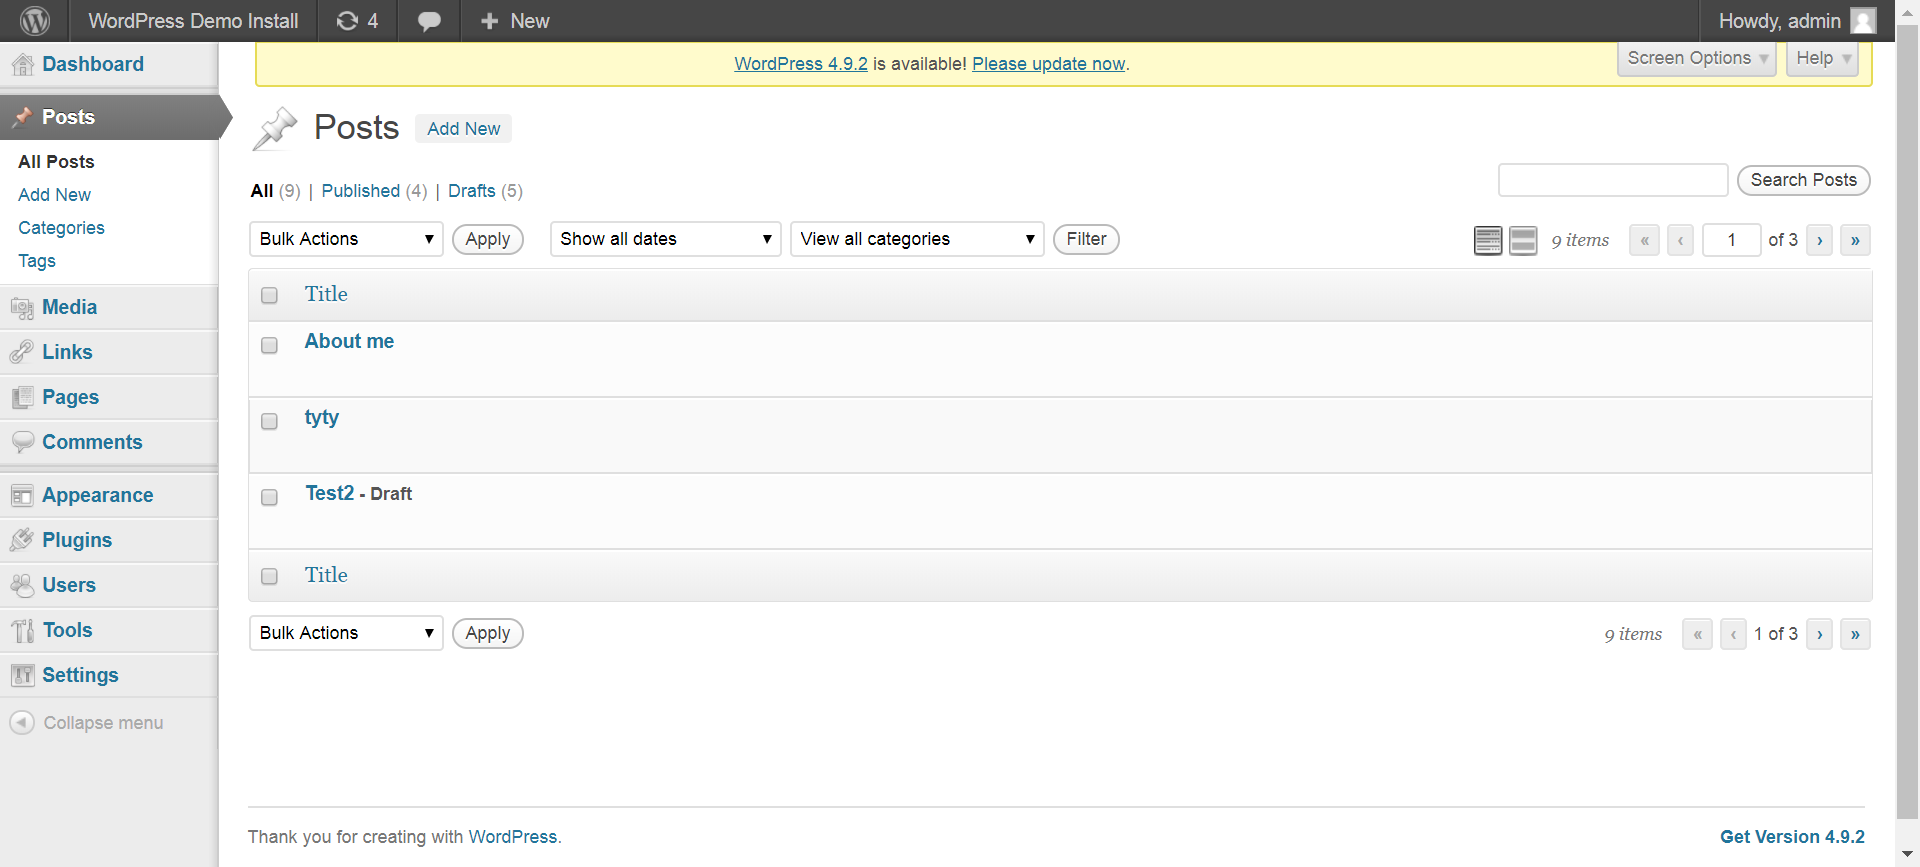 WordPress Demo Install 4 New Howdy, admin
Dashboard
WordPress 4.9.2 is available! Please update now.
Screen Options Help
Posts
All Posts
Add New
Categories
Tags
Media
Links
Pages
Comments
Appearance
Plugins
Users
Tools
Settings
Collapse menu
Posts Add New
All (9) | Published (4) | Drafts (5)
Search Posts
Bulk Actions Apply Show all dates View all categories Filter
9 items « ‹ 1 of 3 › »
Title
About me
tyty
Test2 - Draft
Title
Bulk Actions Apply
9 items « ‹ 1 of 3 › »
Thank you for creating with WordPress.
Get Version 4.9.2